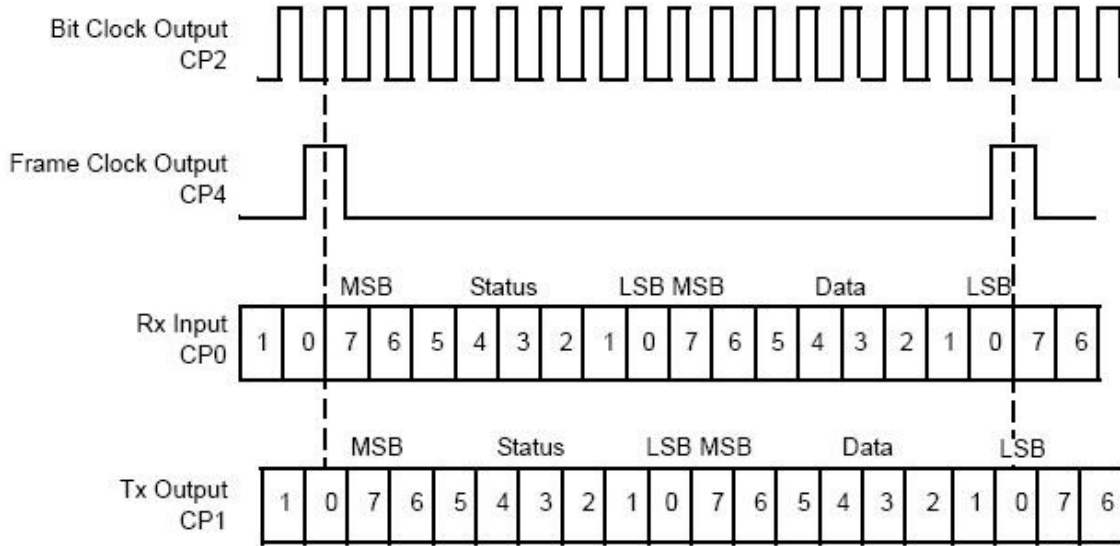 Bit Clock Output
CP2
Frame Clock Output
CP4
MSB Status LSB MSB Data LSB
Rx Input
CP0
1 0 7 6 5 4 3 2 1 0 7 6 5 4 3 2 1 0 7 6
MSB Status LSB MSB Data LSB
Tx Output
CP1
1 0 7 6 5 4 3 2 1 0 7 6 5 4 3 2 1 0 7 6